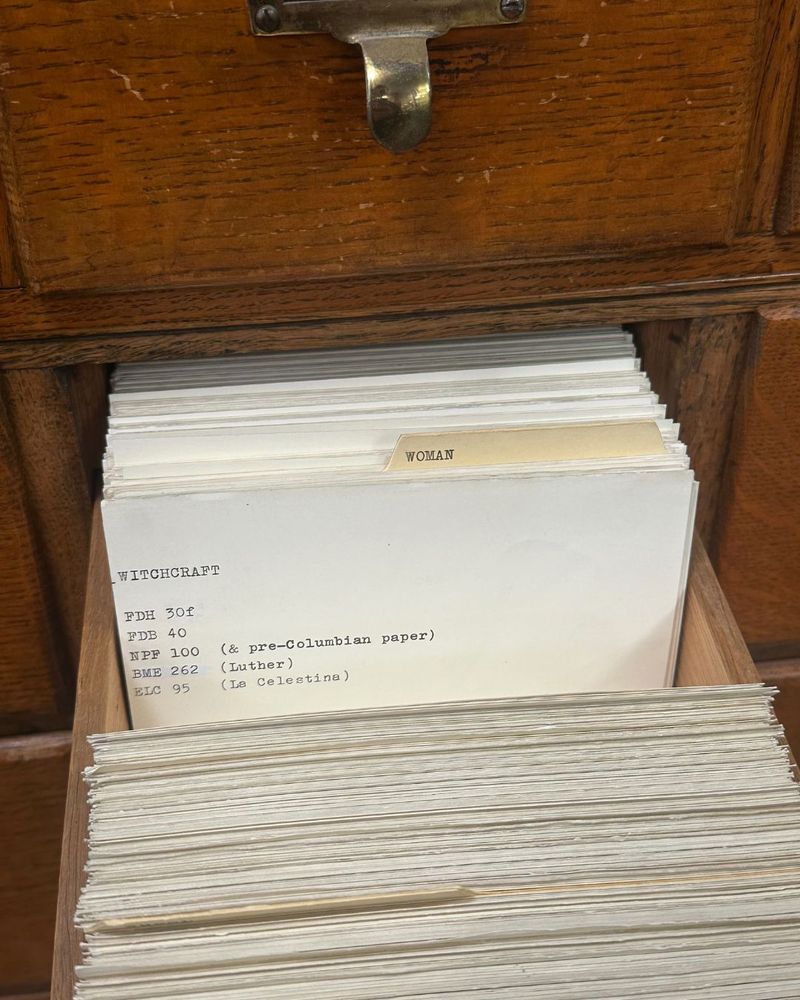 WOMAN
WITCHCRAFT
FDH 30f
FDB 40
NPF 100 (& pre-Columbian paper)
BME 262 (Luther)
ELC 95 (La Celestina)